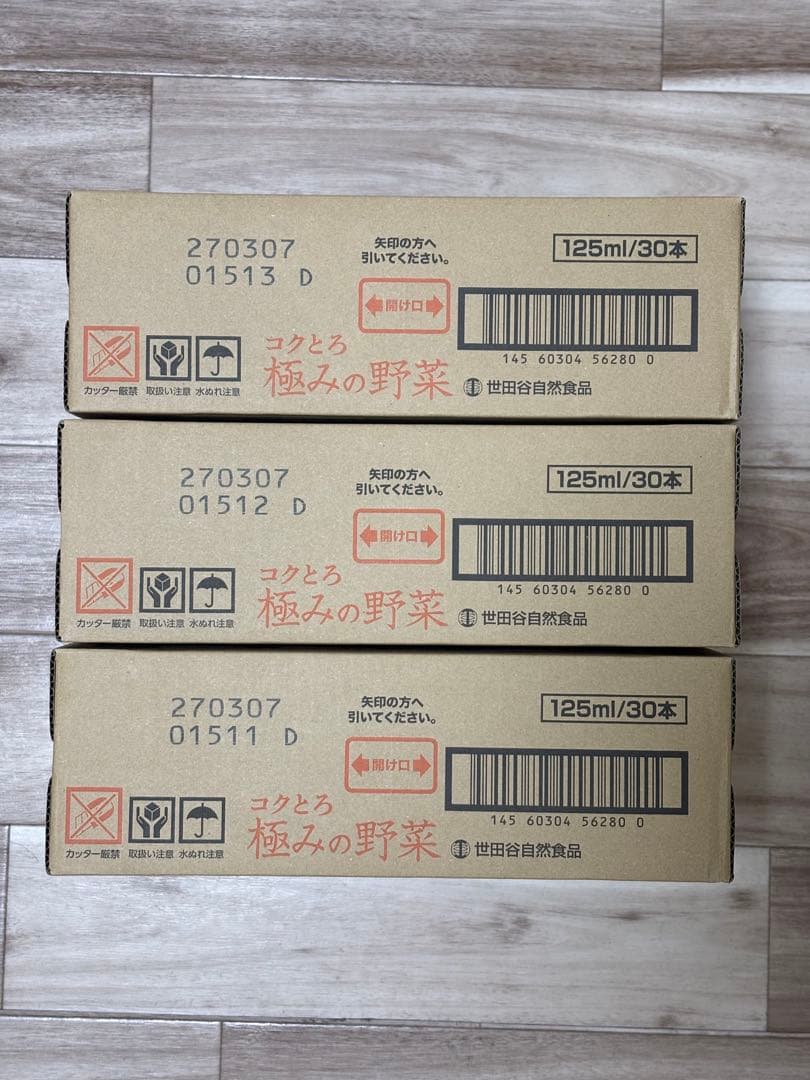 270307
01513 D
矢印の方へ
引いてください。
125ml/30本
開け口
145 60304 56280 0
カッター厳禁
取扱い注意
水ぬれ注意
コクとろ
極みの野菜
世田谷自然食品
270307
01512 D
矢印の方へ
引いてください。
125ml/30本
開け口
145 60304 56280 0
カッター厳禁
取扱い注意
水ぬれ注意
コクとろ
極みの野菜
世田谷自然食品
270307
01511 D
矢印の方へ
引いてください。
125ml/30本
開け口
145 60304 56280 0
カッター厳禁
取扱い注意
水ぬれ注意
コクとろ
極みの野菜
世田谷自然食品